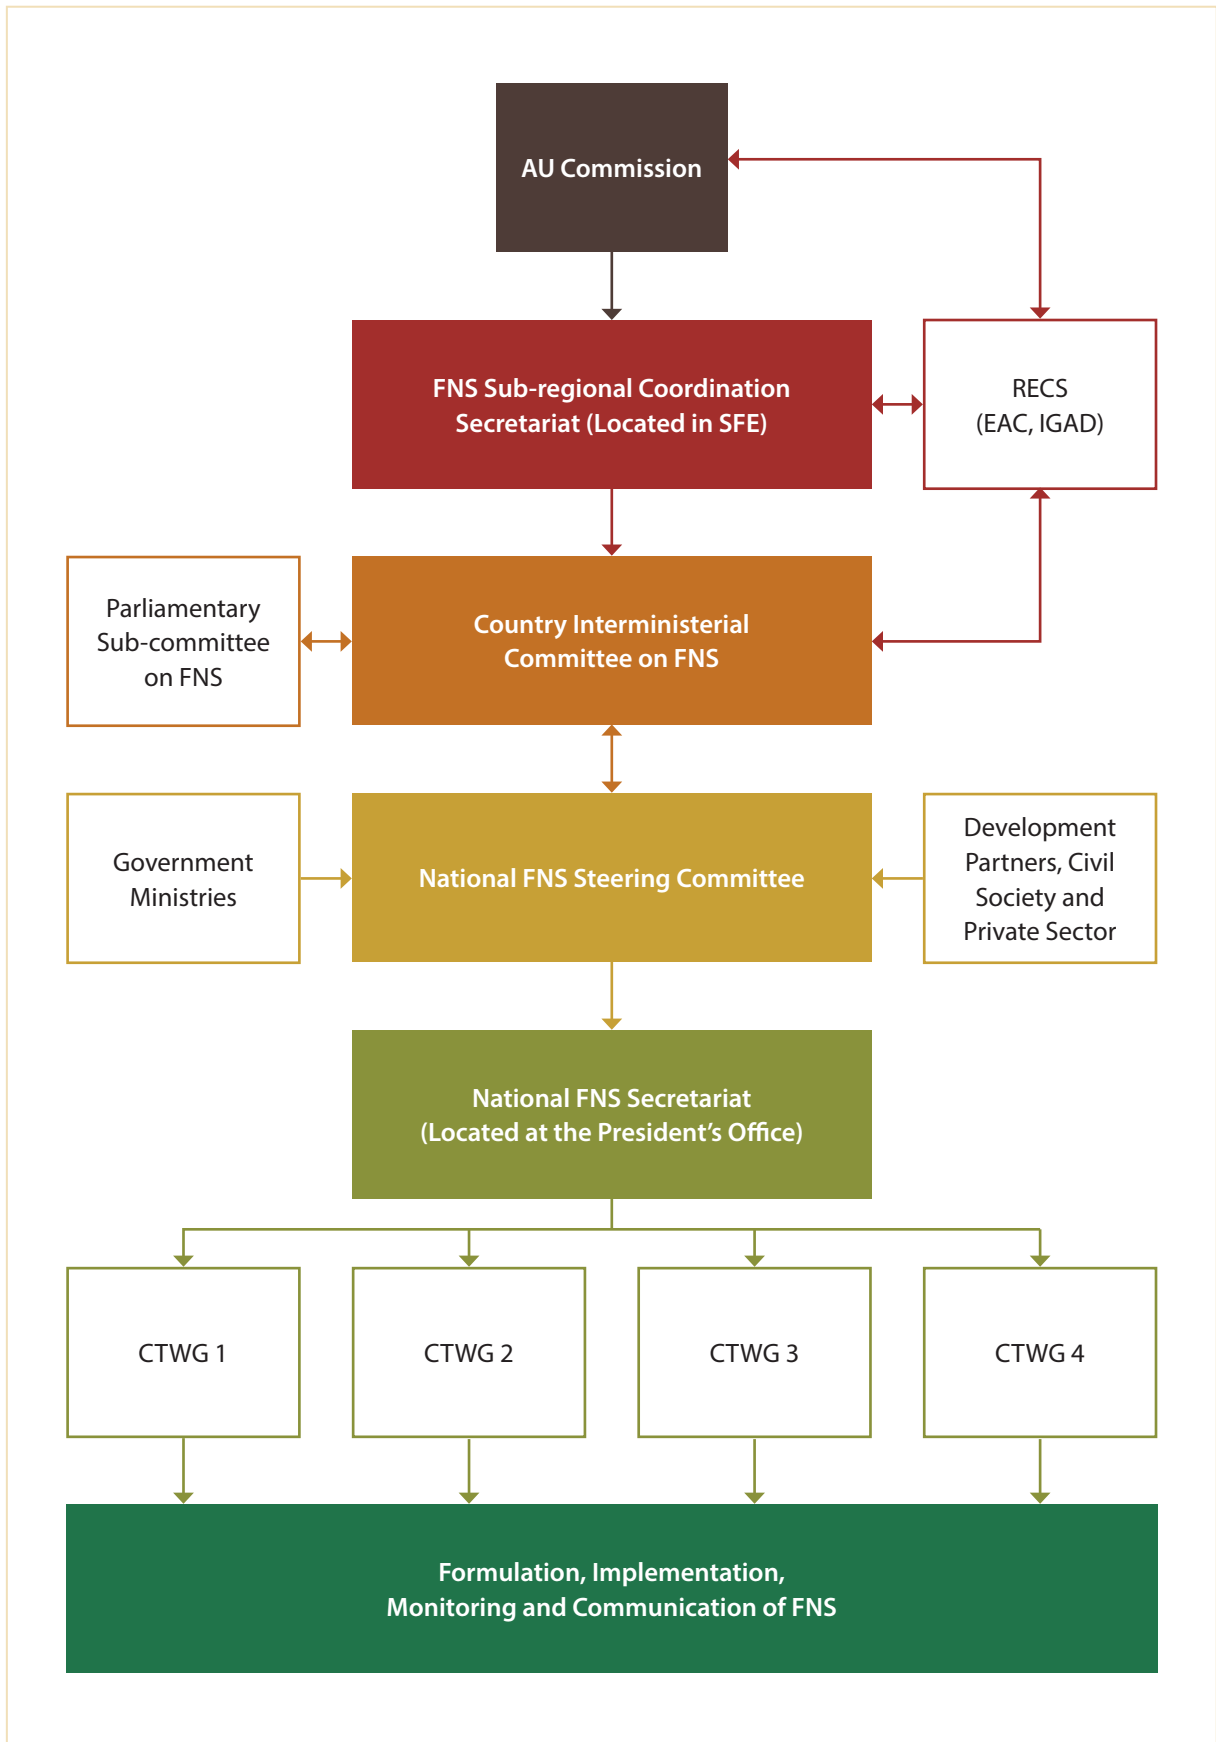 AU Commission
FNS Sub-regional Coordination
Secretariat (Located in SFE)
RECS
(EAC, IGAD)
Parliamentary
Sub-committee
on FNS
Country Interministerial
Committee on FNS
Government
Ministries
National FNS Steering Committee
Development
Partners, Civil
Society and
Private Sector
National FNS Secretariat
(Located at the President’s Office)
CTWG 1
CTWG 2
CTWG 3
CTWG 4
Formulation, Implementation,
Monitoring and Communication of FNS